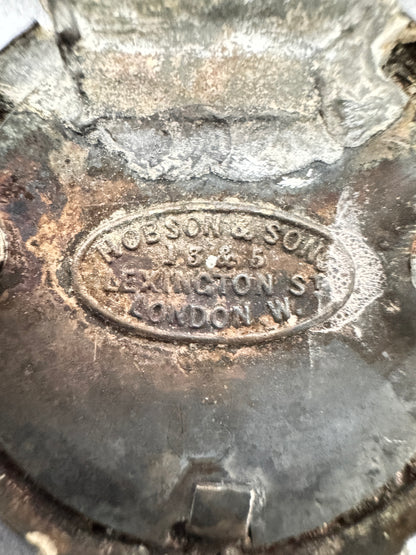 HOBSON & SONS
1 3 & 5
LEXINGTON ST
LONDON. W.